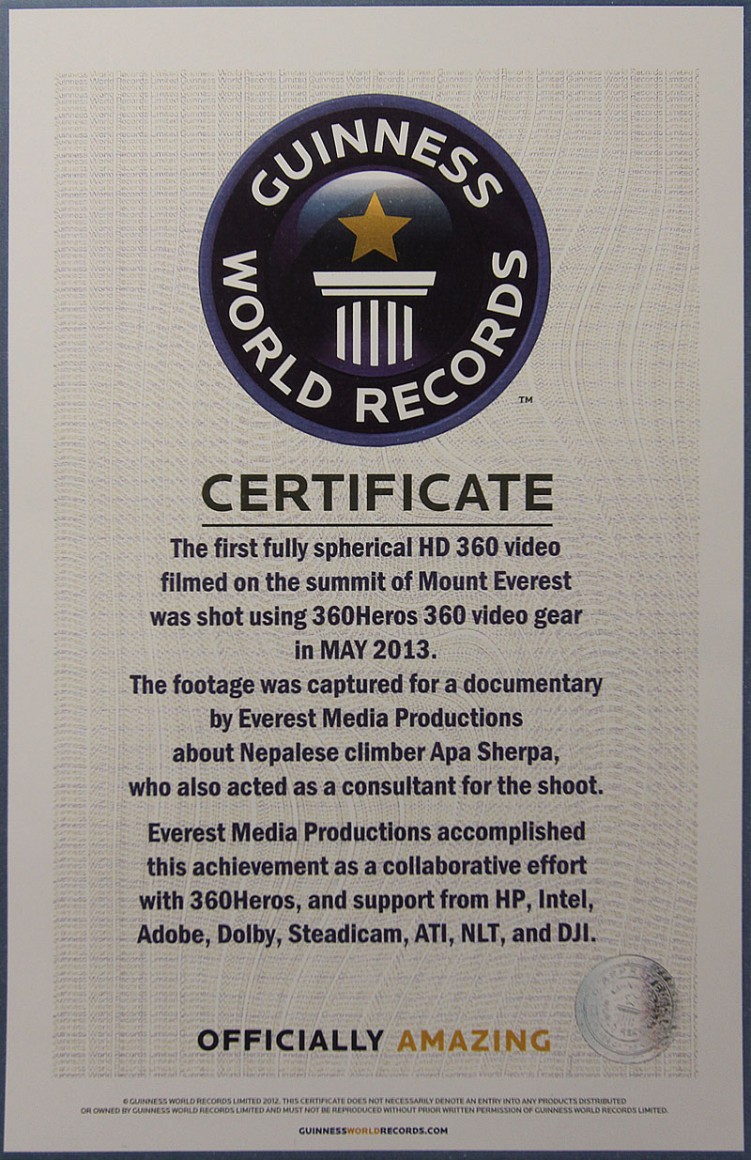 GUINNESS
WORLD RECORDS
™
CERTIFICATE
The first fully spherical HD 360 video
filmed on the summit of Mount Everest
was shot using 360Heros 360 video gear
in MAY 2013.
The footage was captured for a documentary
by Everest Media Productions
about Nepalese climber Apa Sherpa,
who also acted as a consultant for the shoot.
Everest Media Productions accomplished
this achievement as a collaborative effort
with 360Heros, and support from HP, Intel,
Adobe, Dolby, Steadicam, ATI, NLT, and DJI.
OFFICIALLY AMAZING
© GUINNESS WORLD RECORDS LIMITED 2012. THIS CERTIFICATE DOES NOT NECESSARILY DENOTE AN ENTRY INTO ANY PRODUCTS DISTRIBUTED
OR OWNED BY GUINNESS WORLD RECORDS LIMITED AND MUST NOT BE REPRODUCED WITHOUT PRIOR WRITTEN PERMISSION OF GUINNESS WORLD RECORDS LIMITED.
GUINNESSWORLDRECORDS.COM